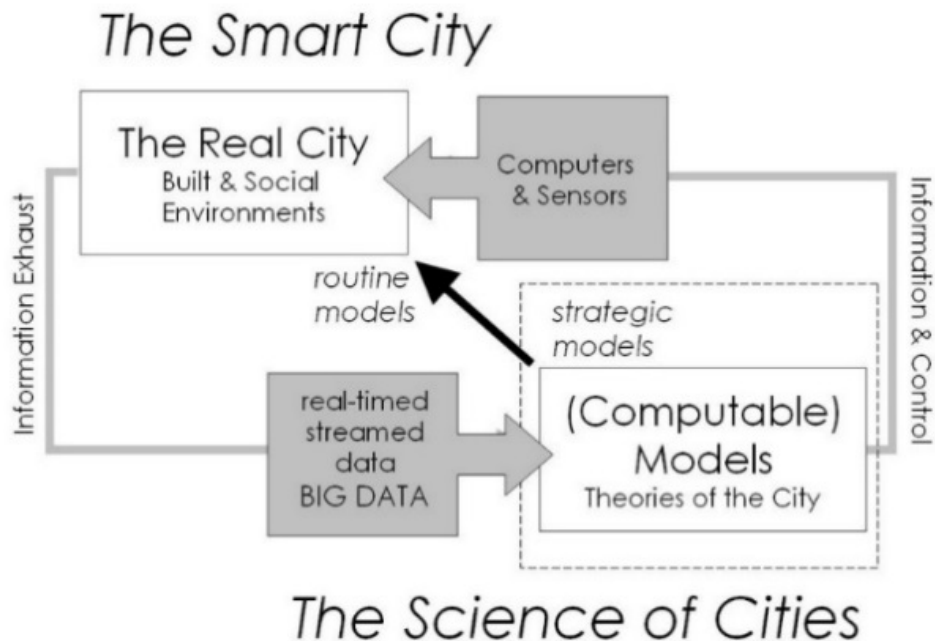 The Smart City
The Real City
Built & Social
Environments
Computers
& Sensors
Information Exhaust
Information & Control
routine
models
strategic
models
real-timed
streamed
data
BIG DATA
(Computable)
Models
Theories of the City
The Science of Cities